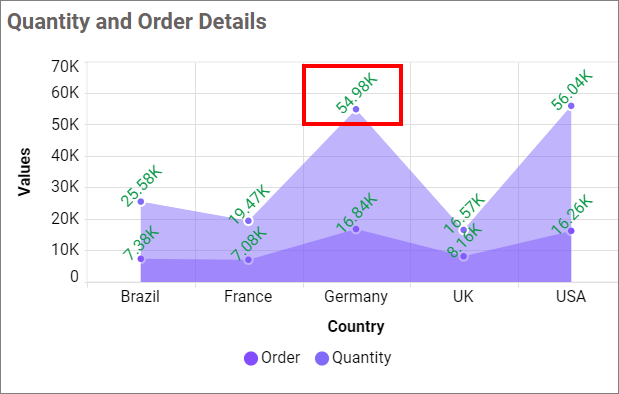 Quantity and Order Details
70K
60K
50K
40K
30K
20K
10K
0
Values
25.58K
19.47K
54.98K
16.57K
56.04K
7.38K
7.08K
16.84K
8.16K
16.26K
Brazil France Germany UK USA
Country
Order Quantity